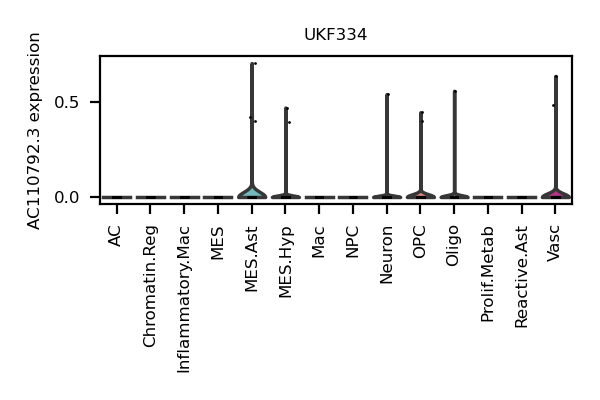 UKF334
AC110792.3 expression
0.5
0.0
AC
Chromatin.Reg
Inflammatory.Mac
MES
MES.Ast
MES.Hyp
Mac
NPC
Neuron
OPC
Oligo
Prolif.Metab
Reactive.Ast
Vasc